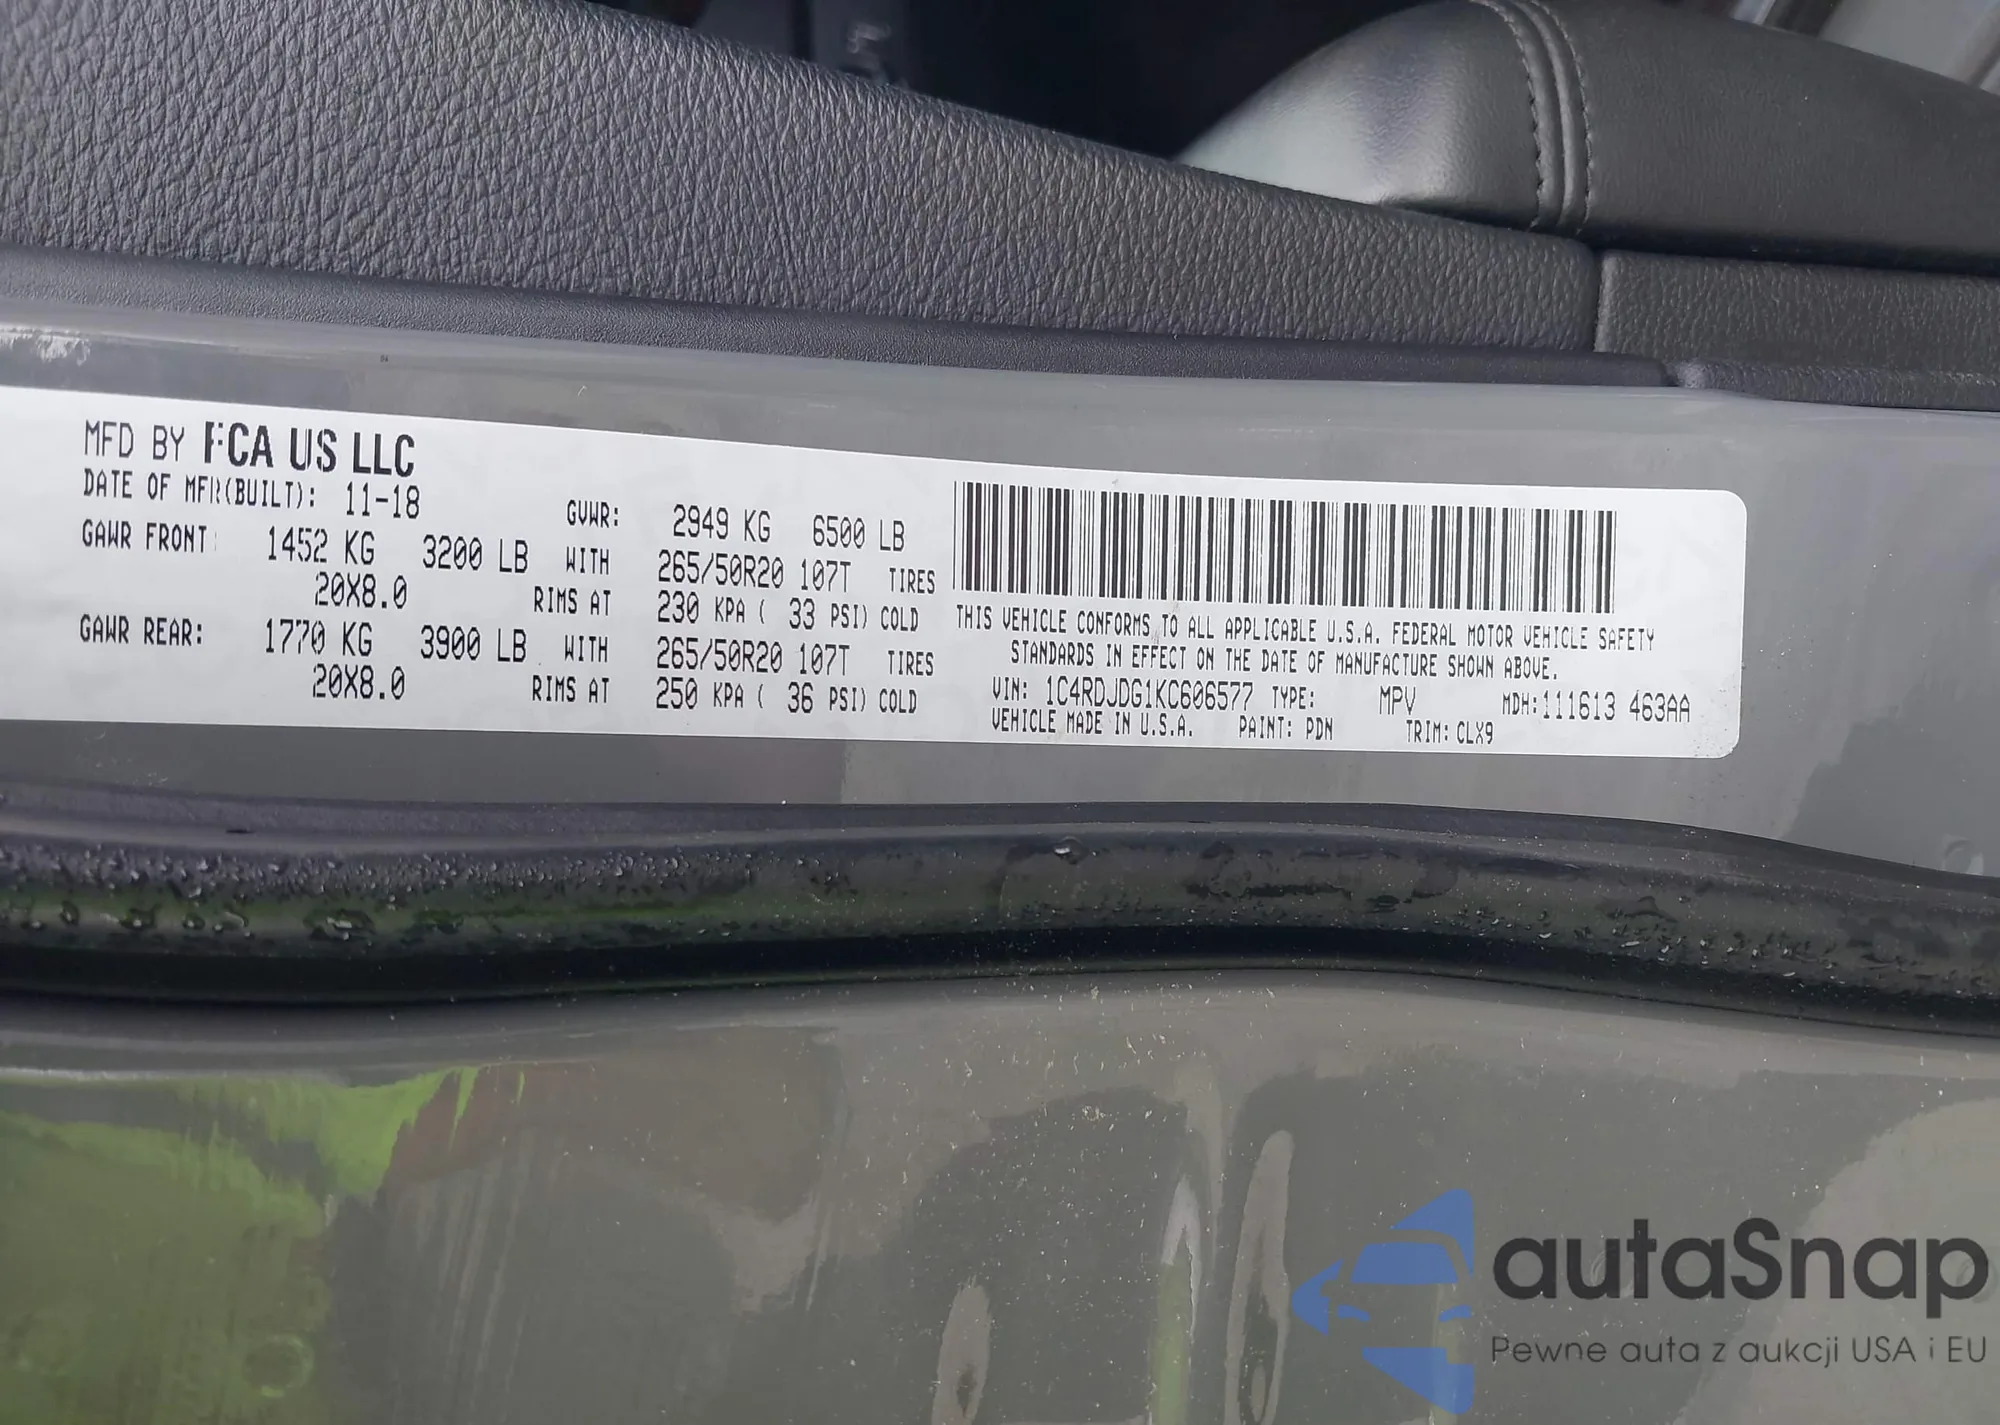 MFD BY FCA US LLC
DATE OF MFR(BUILT): 11-18
GVWR: 2949 KG 6500 LB
GAWR FRONT: 1452 KG 3200 LB WITH 265/50R20 107T TIRES
20X8.0 RIMS AT 230 KPA ( 33 PSI) COLD
GAWR REAR: 1770 KG 3900 LB WITH 265/50R20 107T TIRES
20X8.0 RIMS AT 250 KPA ( 36 PSI) COLD
THIS VEHICLE CONFORMS TO ALL APPLICABLE U.S.A. FEDERAL MOTOR VEHICLE SAFETY
STANDARDS IN EFFECT ON THE DATE OF MANUFACTURE SHOWN ABOVE.
VIN: 1C4RDJDG1KC606577 TYPE: MPV MDH:111613 463AA
VEHICLE MADE IN U.S.A. PAINT: PDN TRIM: CLX9
autaSnap
Pewne auta z aukcji USA i EU